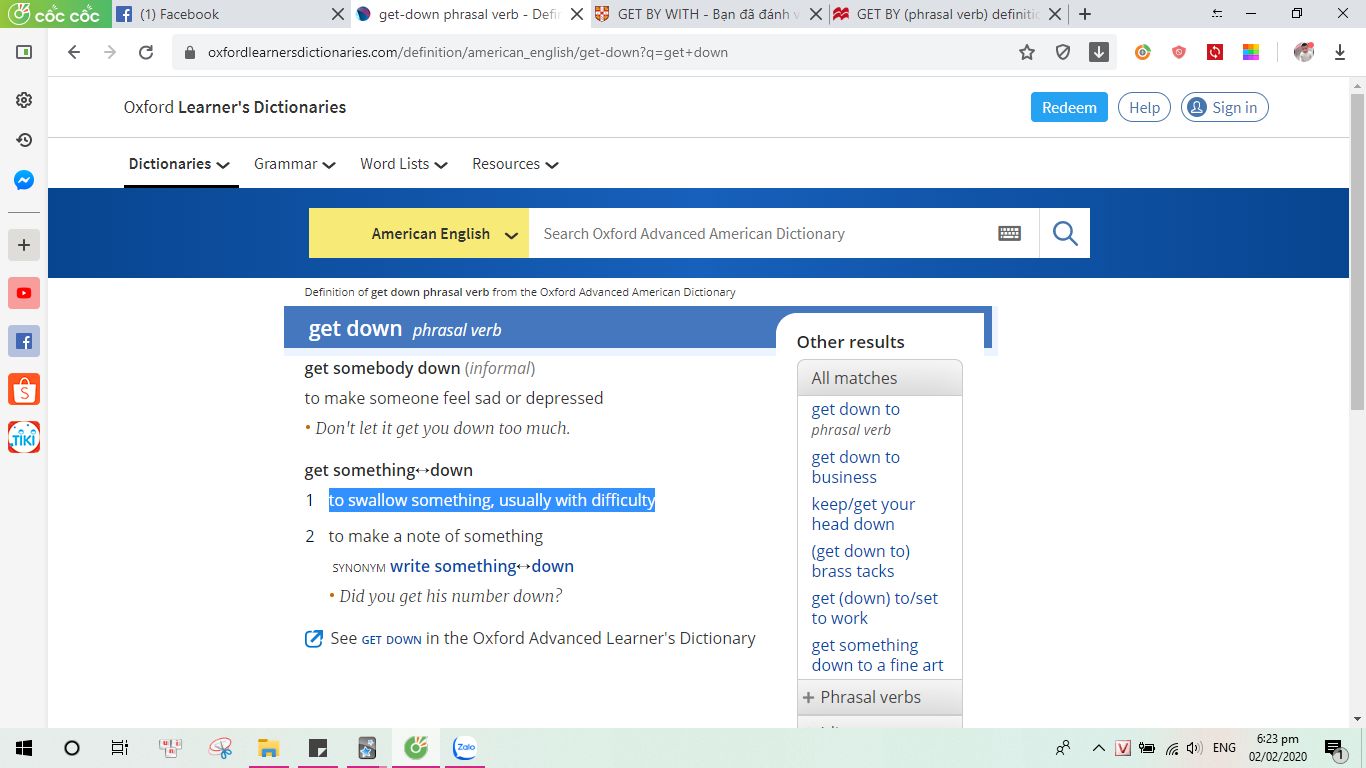 cốc cốc
(1) Facebook
get-down phrasal verb - Defin
GET BY WITH - Bạn đã đánh v
GET BY (phrasal verb) definitio
oxfordlearnersdictionaries.com/definition/american_english/get-down?q=get+down
Oxford Learner's Dictionaries
Redeem
Help
Sign in
Dictionaries
Grammar
Word Lists
Resources
American English
Search Oxford Advanced American Dictionary
Definition of get down phrasal verb from the Oxford Advanced American Dictionary
get down phrasal verb
get somebody down (informal)
to make someone feel sad or depressed
• Don't let it get you down too much.
get something↔down
1 to swallow something, usually with difficulty
2 to make a note of something
SYNONYM write something↔down
• Did you get his number down?
See GET DOWN in the Oxford Advanced Learner's Dictionary
Other results
All matches
get down to
phrasal verb
get down to
business
keep/get your
head down
(get down to)
brass tacks
get (down) to/set
to work
get something
down to a fine art
+ Phrasal verbs
TIKI
Zalo
V
ENG
6:23 pm
02/02/2020
1